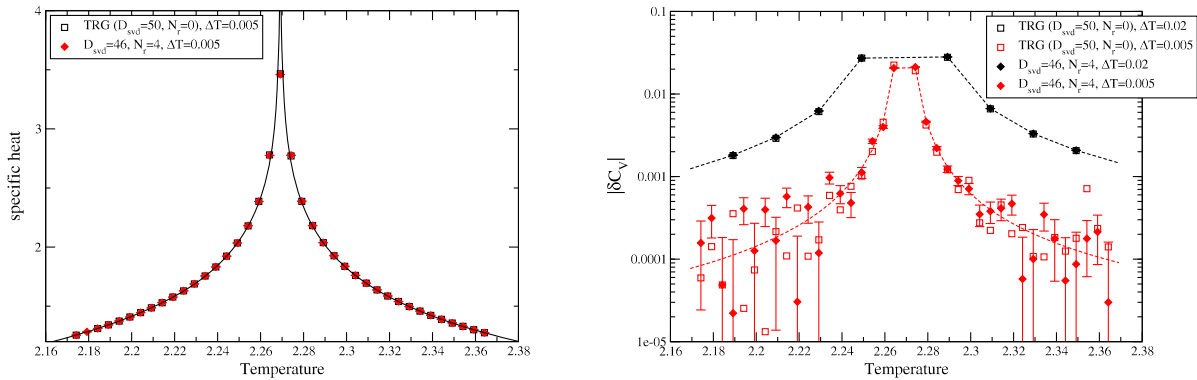 4
3
2
specific heat
TRG (D_svd=50, N_r=0), ΔT=0.005
D_svd=46, N_r=4, ΔT=0.005
2.16 2.18 2.2 2.22 2.24 2.26 2.28 2.3 2.32 2.34 2.36 2.38
Temperature
0.1
0.01
0.001
0.0001
1e-05
|δC_V|
TRG (D_svd=50, N_r=0), ΔT=0.02
TRG (D_svd=50, N_r=0), ΔT=0.005
D_svd=46, N_r=4, ΔT=0.02
D_svd=46, N_r=4, ΔT=0.005
2.16 2.18 2.2 2.22 2.24 2.26 2.28 2.3 2.32 2.34 2.36 2.38
Temperature